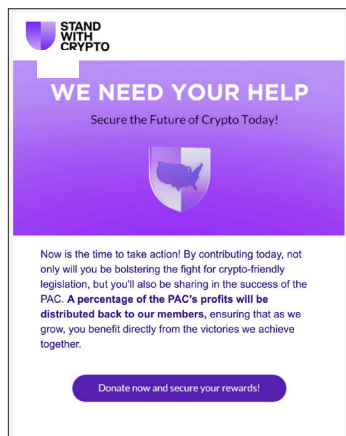 STAND
WITH
CRYPTO
WE NEED YOUR HELP
Secure the Future of Crypto Today!
Now is the time to take action! By contributing today, not
only will you be bolstering the fight for crypto-friendly
legislation, but you'll also be sharing in the success of the
PAC. A percentage of the PAC's profits will be
distributed back to our members, ensuring that as we
grow, you benefit directly from the victories we achieve
together.
Donate now and secure your rewards!